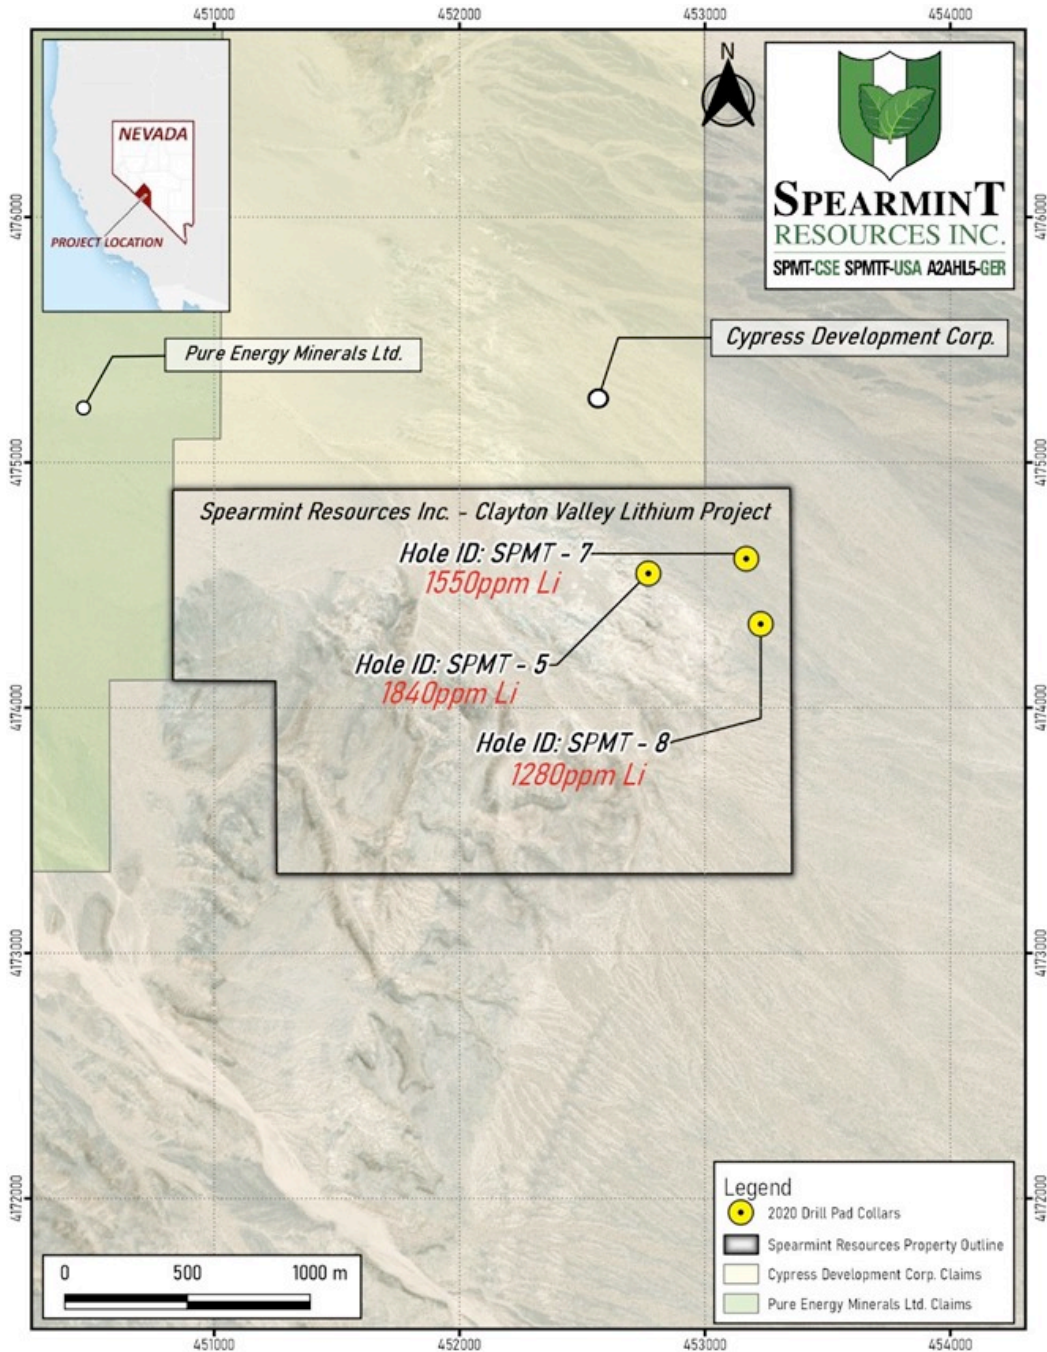 451000
452000
453000
454000
N
NEVADA
PROJECT LOCATION
SPEARMINT
RESOURCES INC.
SPMT-CSE SPMTF-USA A2AHL5-GER
4176000
4176000
Pure Energy Minerals Ltd.
Cypress Development Corp.
4175000
4175000
Spearmint Resources Inc. - Clayton Valley Lithium Project
Hole ID: SPMT - 7
1550ppm Li
Hole ID: SPMT - 5
1840ppm Li
4174000
4174000
Hole ID: SPMT - 8
1280ppm Li
4173000
4173000
4172000
4172000
Legend
2020 Drill Pad Collars
Spearmint Resources Property Outline
Cypress Development Corp. Claims
Pure Energy Minerals Ltd. Claims
0 500 1000 m
451000
452000
453000
454000